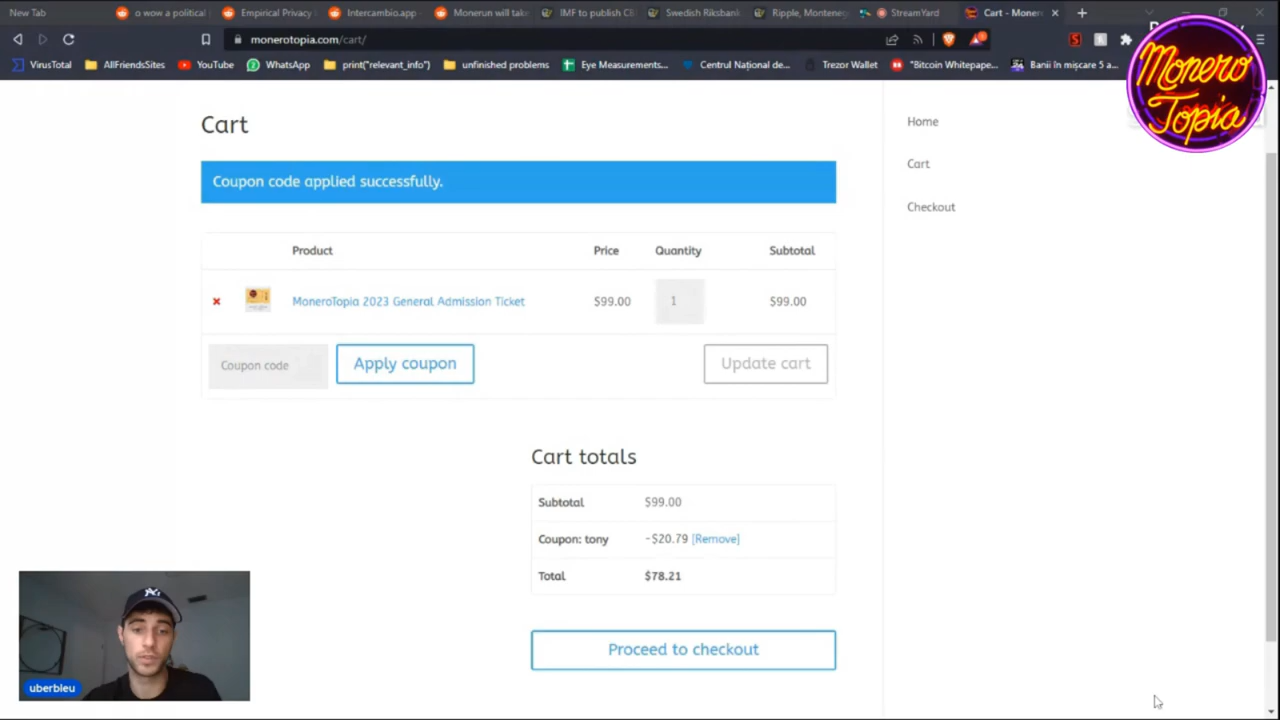 New Tab
o wow a political
Empirical Privacy
Intercambio.app -
Monerun will take
IMF to publish CB
Swedish Riksbank
Ripple, Monteneg
StreamYard
Cart - Moner
monerotopia.com/cart/
VirusTotal
AllFriendsSites
YouTube
WhatsApp
print("relevant_info")
unfinished problems
Eye Measurements...
Centrul Național de...
Trezor Wallet
"Bitcoin Whitepape...
Banii în mișcare 5 a...
Monero
Topia
Cart
Coupon code applied successfully.
Product Price Quantity Subtotal
MoneroTopia 2023 General Admission Ticket $99.00 1 $99.00
Coupon code Apply coupon Update cart
Cart totals
Subtotal $99.00
Coupon: tony -$20.79 [Remove]
Total $78.21
Proceed to checkout
Home
Cart
Checkout
uberbleu